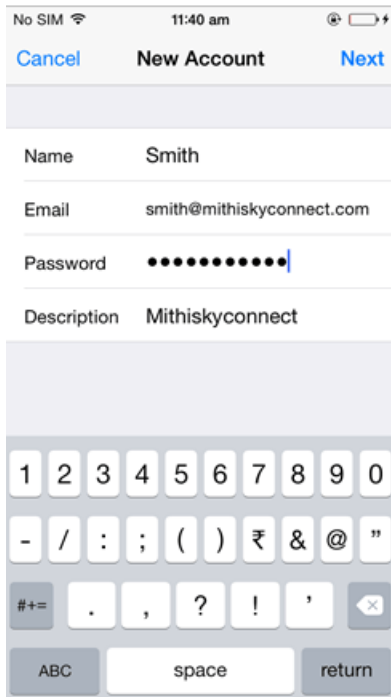 No SIM 11:40 am
Cancel New Account Next
Name Smith
Email smith@mithiskyconnect.com
Password •••••••••••
Description Mithiskyconnect
1 2 3 4 5 6 7 8 9 0
- / : ; ( ) ₹ & @ "
#+= . , ? ! '
ABC space return